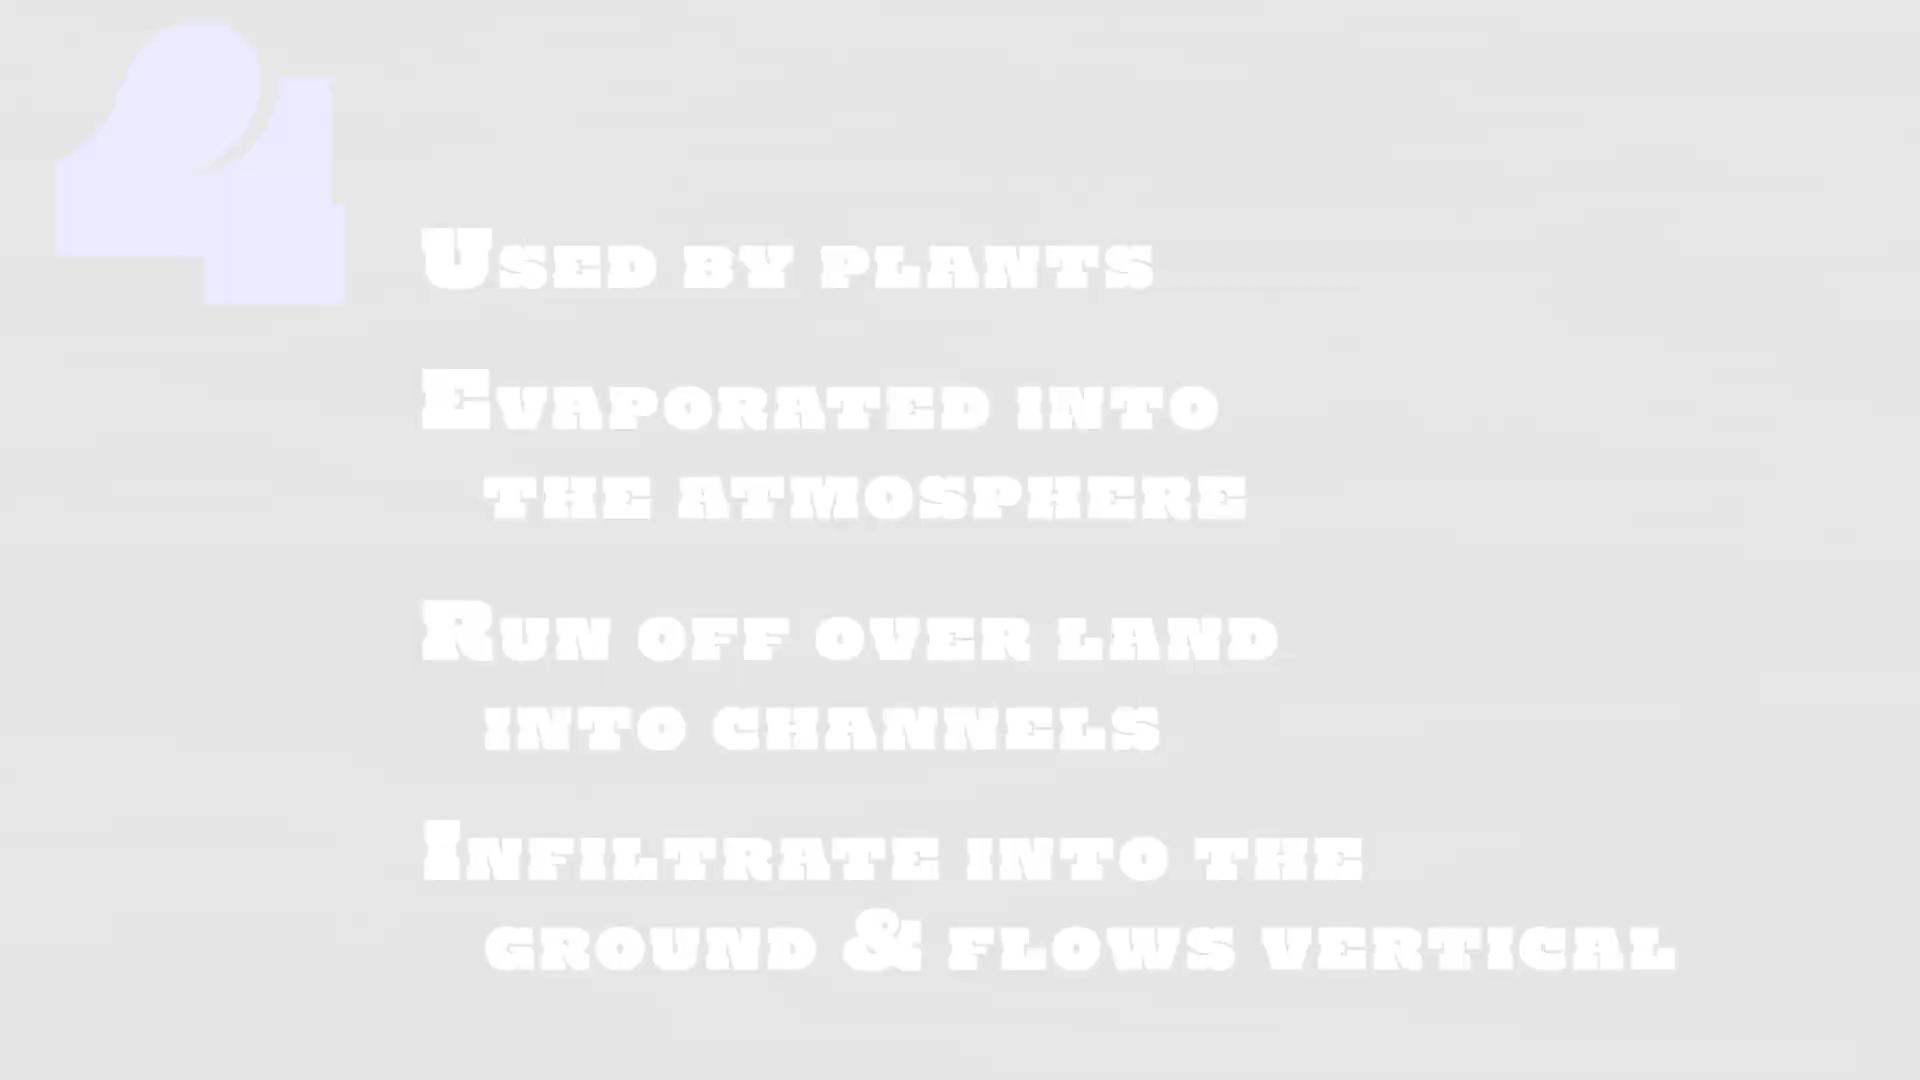 4
Used by plants
Evaporated into
the atmosphere
Run off over land
into channels
Infiltrate into the
ground & flows vertical